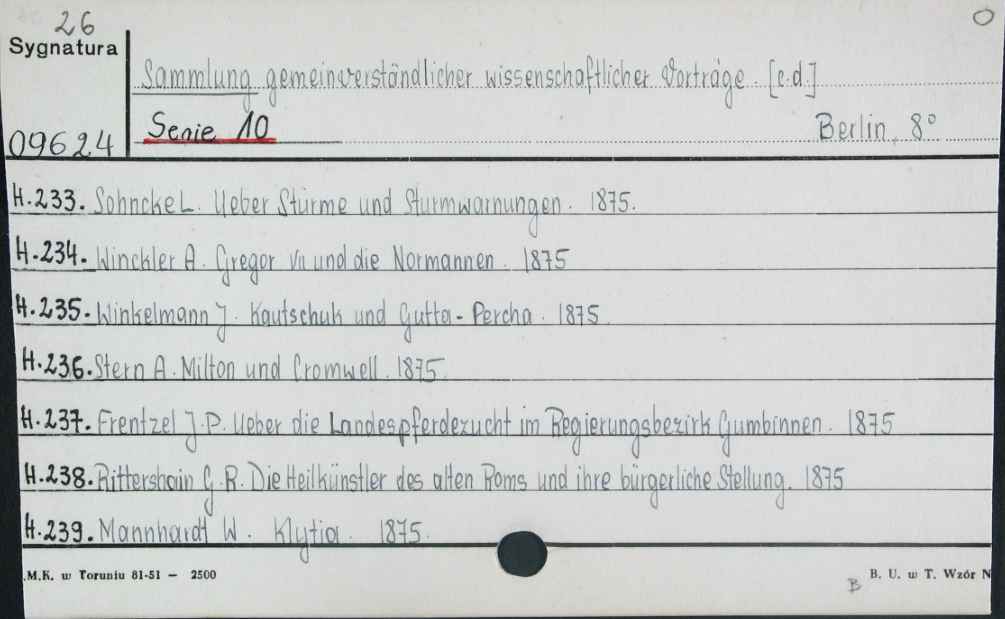 26
Sygnatura
Sammlung gemeinverständlicher wissenschaftlicher Vorträge. [c.d.]
09624
Serie 10
Berlin, 8°
H.233. Sohncke L. Ueber Stürme und Sturmwarnungen. 1875.
H.234. Winckler A. Gregor VII und die Normannen. 1875
H.235. Winkelmann J. Kautschuk und Gutta-Percha. 1875.
H.236. Stern A. Milton und Cromwell. 1875.
H.237. Frentzel J.P. Ueber die Landespferdezucht im Regierungsbezirk Gumbinnen. 1875
H.238. Rittershain G.R. Die Heilkünstler des alten Roms und ihre bürgerliche Stellung. 1875
H.239. Mannhardt W. Klytia. 1875.
.M.K. w Toruniu 81-51 — 2500
B
B. U. w T. Wzór N